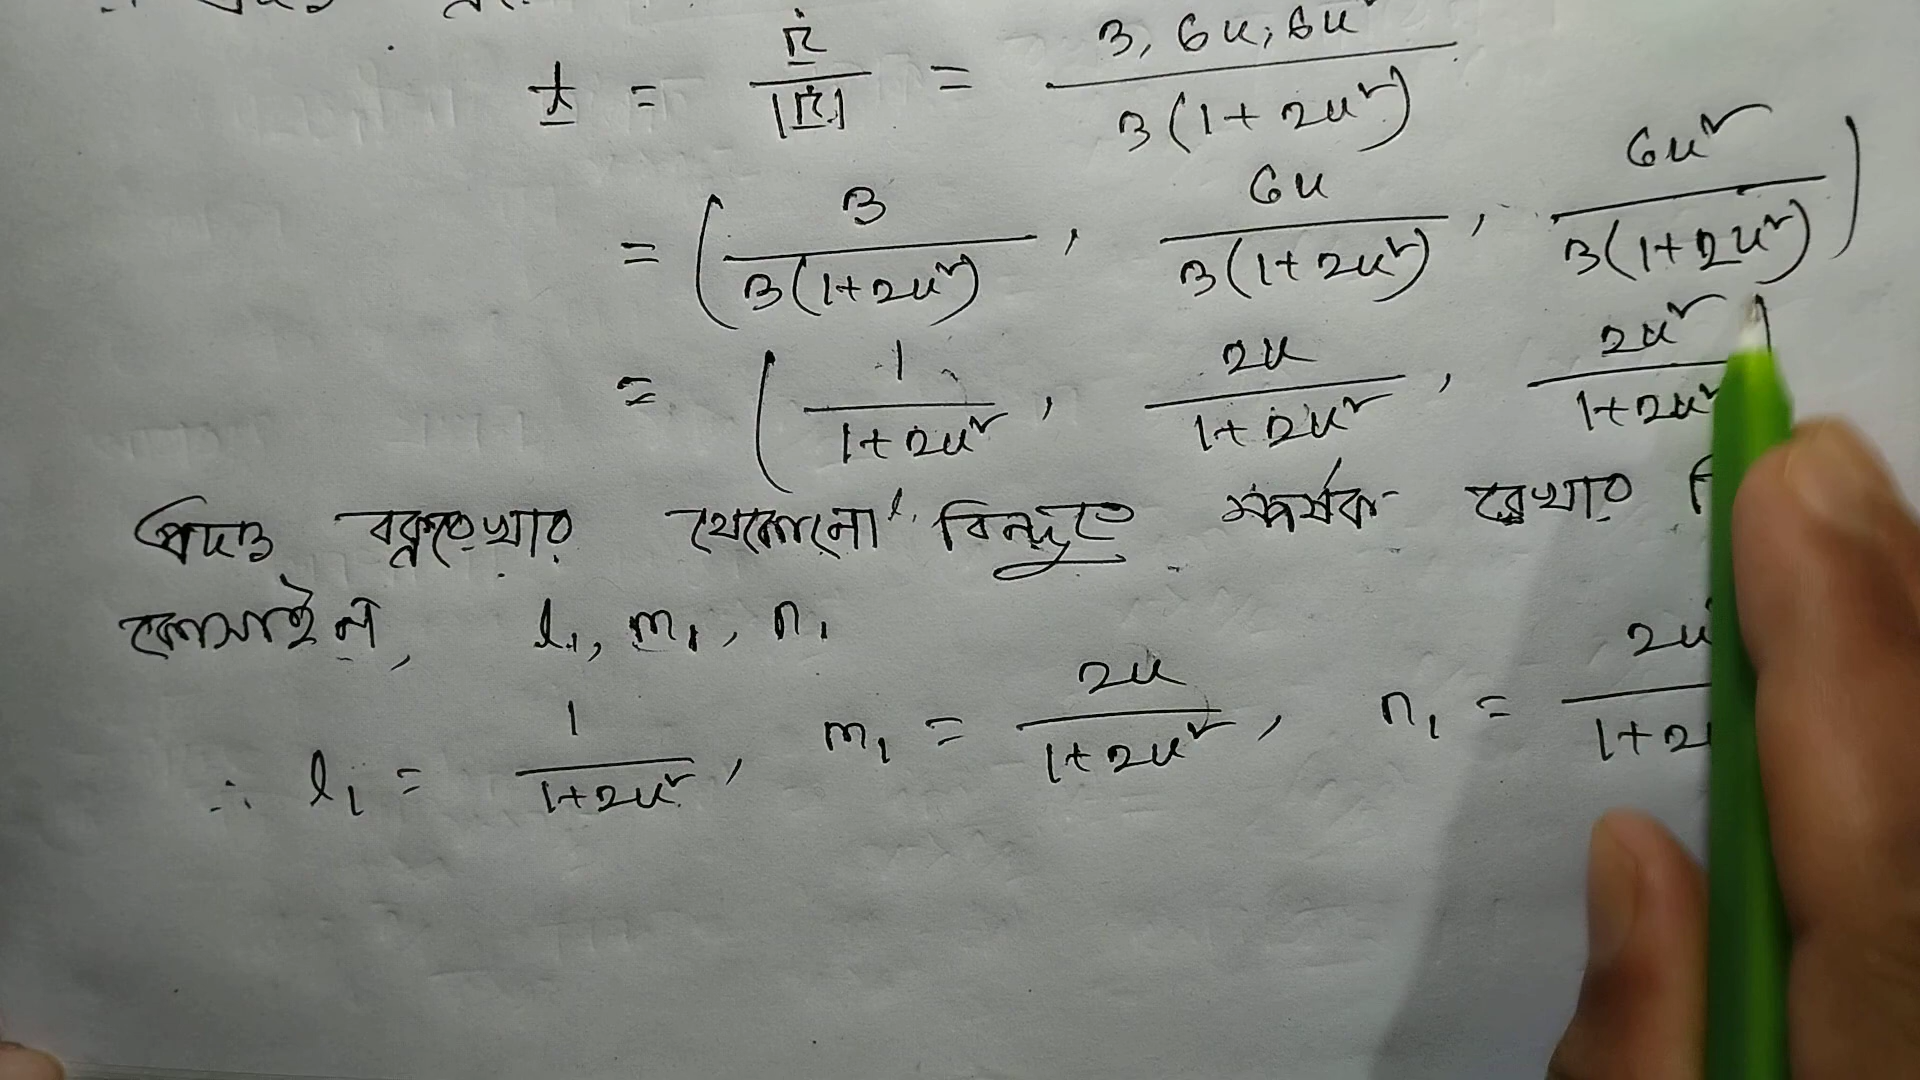 t = ṙ / |ṙ| = 3, 6u, 6u² / 3(1+2u²)
= ( 3 / 3(1+2u²) , 6u / 3(1+2u²) , 6u² / 3(1+2u²) )
= ( 1 / 1+2u² , 2u / 1+2u² , 2u² / 1+2u²
প্রদত্ত বক্ররেখার যেকোনো বিন্দুতে স্পর্শক রেখার
কোসাইন, l₁, m₁, n₁
∴ l₁ = 1 / 1+2u² , m₁ = 2u / 1+2u² , n₁ = 2u / 1+2